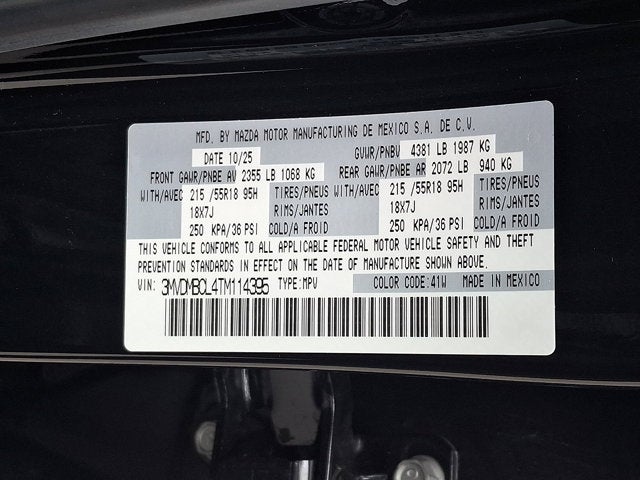 MFD. BY MAZDA MOTOR MANUFACTURING DE MEXICO S.A. DE C.V.
DATE 10/25 GVWR/PNBV 4381 LB 1987 KG
FRONT GAWR/PNBE AV 2355 LB 1068 KG REAR GAWR/PNBE AR 2072 LB 940 KG
WITH/AVEC 215 /55R18 95H TIRES/PNEUS WITH/AVEC 215 /55R18 95H TIRES/PNEUS
18X7J RIMS/JANTES 18X7J RIMS/JANTES
250 KPA/36 PSI COLD/A FROID 250 KPA/36 PSI COLD/A FROID
THIS VEHICLE CONFORMS TO ALL APPLICABLE FEDERAL MOTOR VEHICLE SAFETY AND THEFT
PREVENTION STANDARDS IN EFFECT ON THE DATE OF MANUFACTURE SHOWN ABOVE.
VIN: 3MVDMBCL4TM114395 TYPE:MPV COLOR CODE:41W MADE IN MEXICO